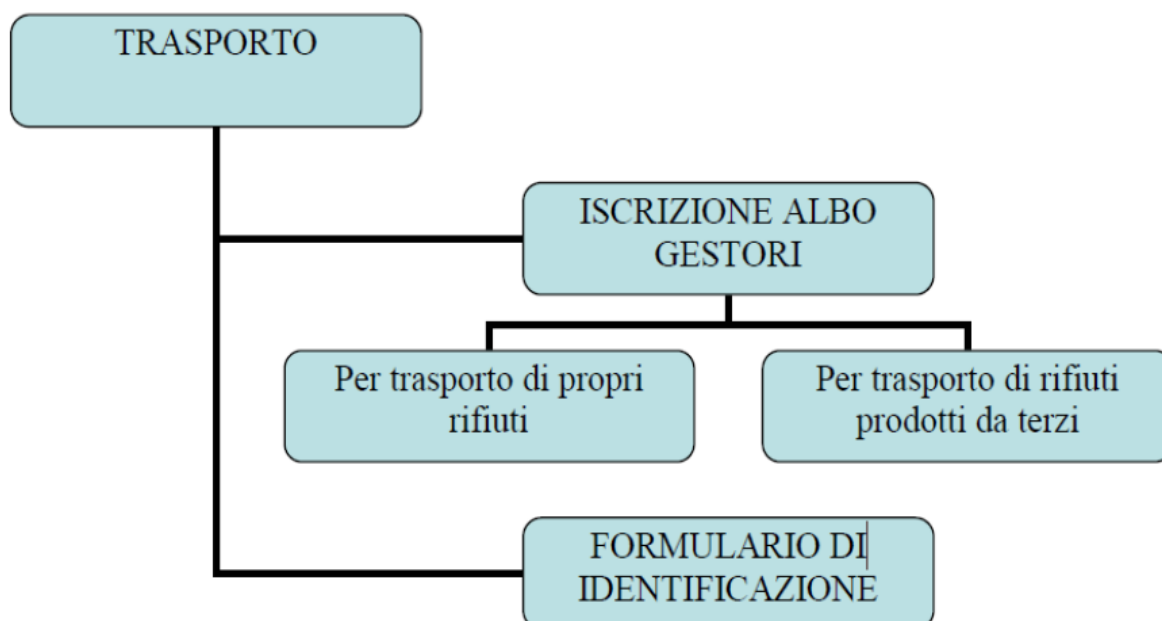 TRASPORTO
ISCRIZIONE ALBO
GESTORI
Per trasporto di propri
rifiuti
Per trasporto di rifiuti
prodotti da terzi
FORMULARIO DI
IDENTIFICAZIONE